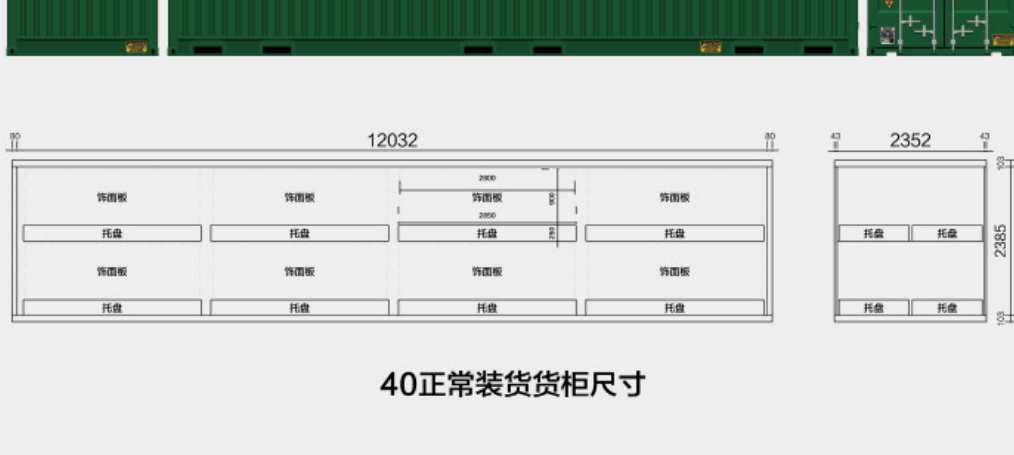 80 12032 80 43 2352 43
103
2800
饰面板 饰面板 饰面板 900 饰面板
2850
托盘 托盘 托盘 250 托盘 托盘 托盘
2385
饰面板 饰面板 饰面板 饰面板
托盘 托盘 托盘 托盘 托盘 托盘
103
40正常装货货柜尺寸